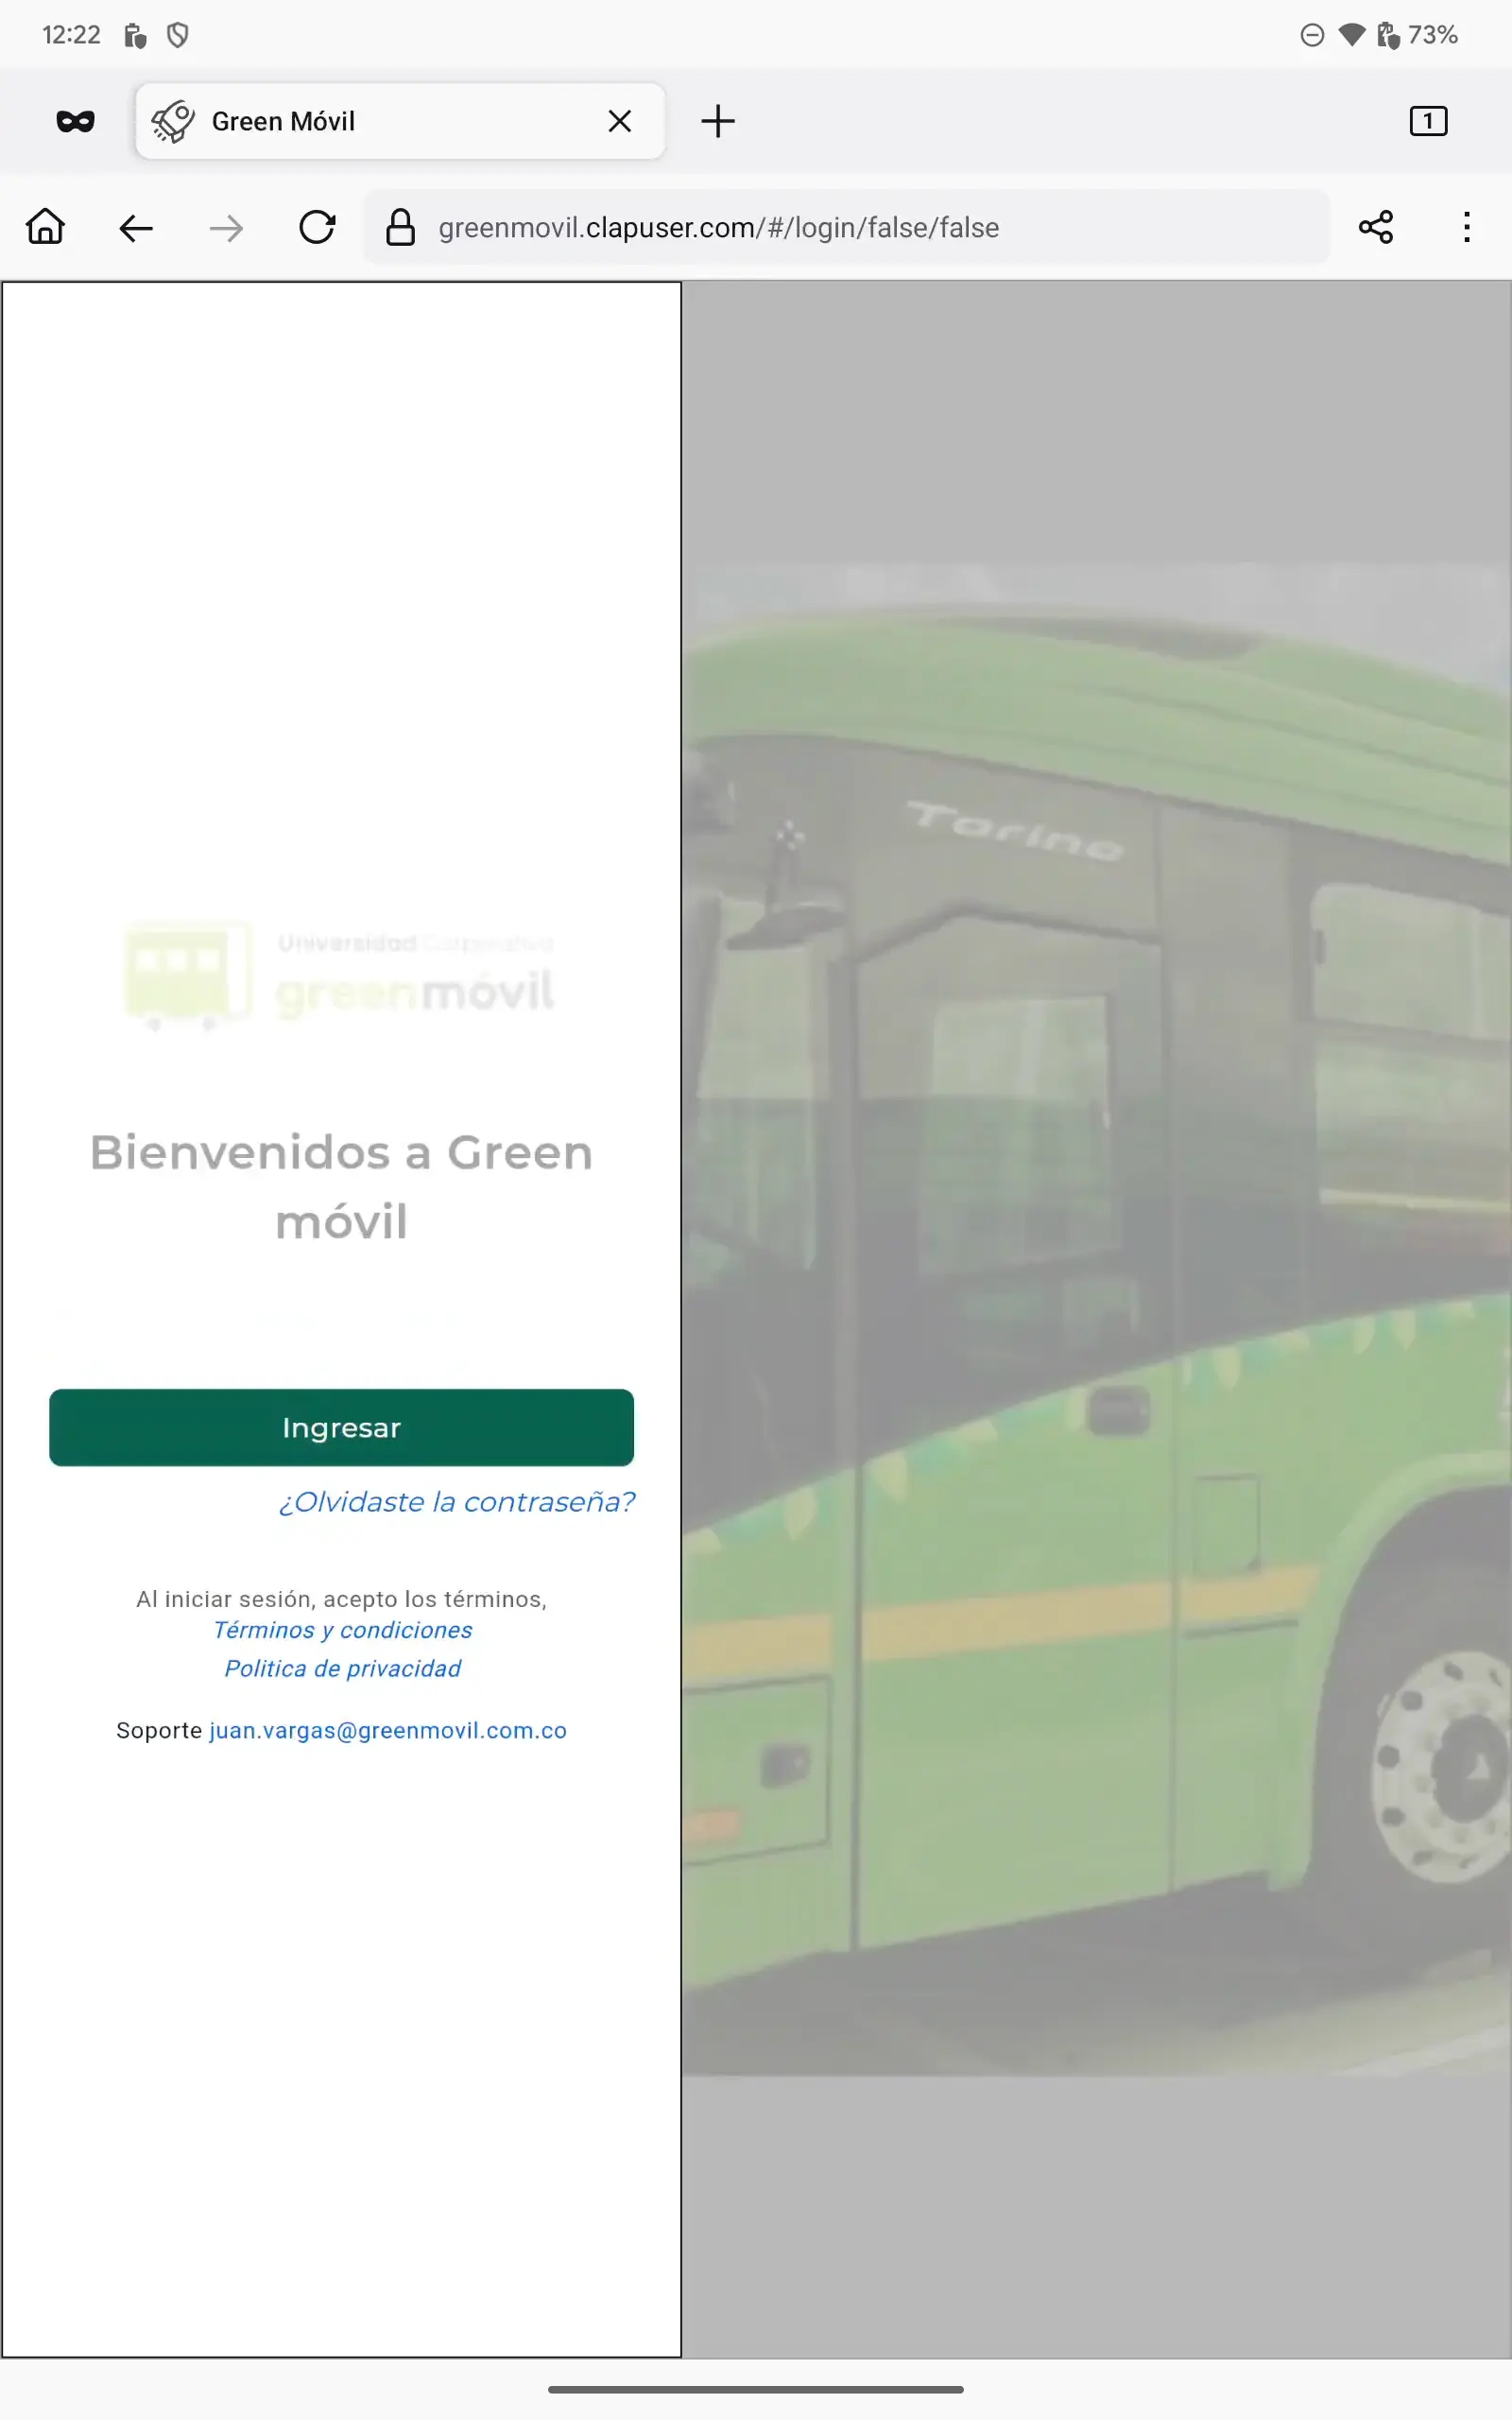 12:22
73%
Green Móvil
1
greenmovil.clapuser.com/#/login/false/false
Torino
Universidad Corporativa
greenmóvil
Bienvenidos a Green
móvil
Ingresar
¿Olvidaste la contraseña?
Al iniciar sesión, acepto los términos,
Términos y condiciones
Politica de privacidad
Soporte juan.vargas@greenmovil.com.co